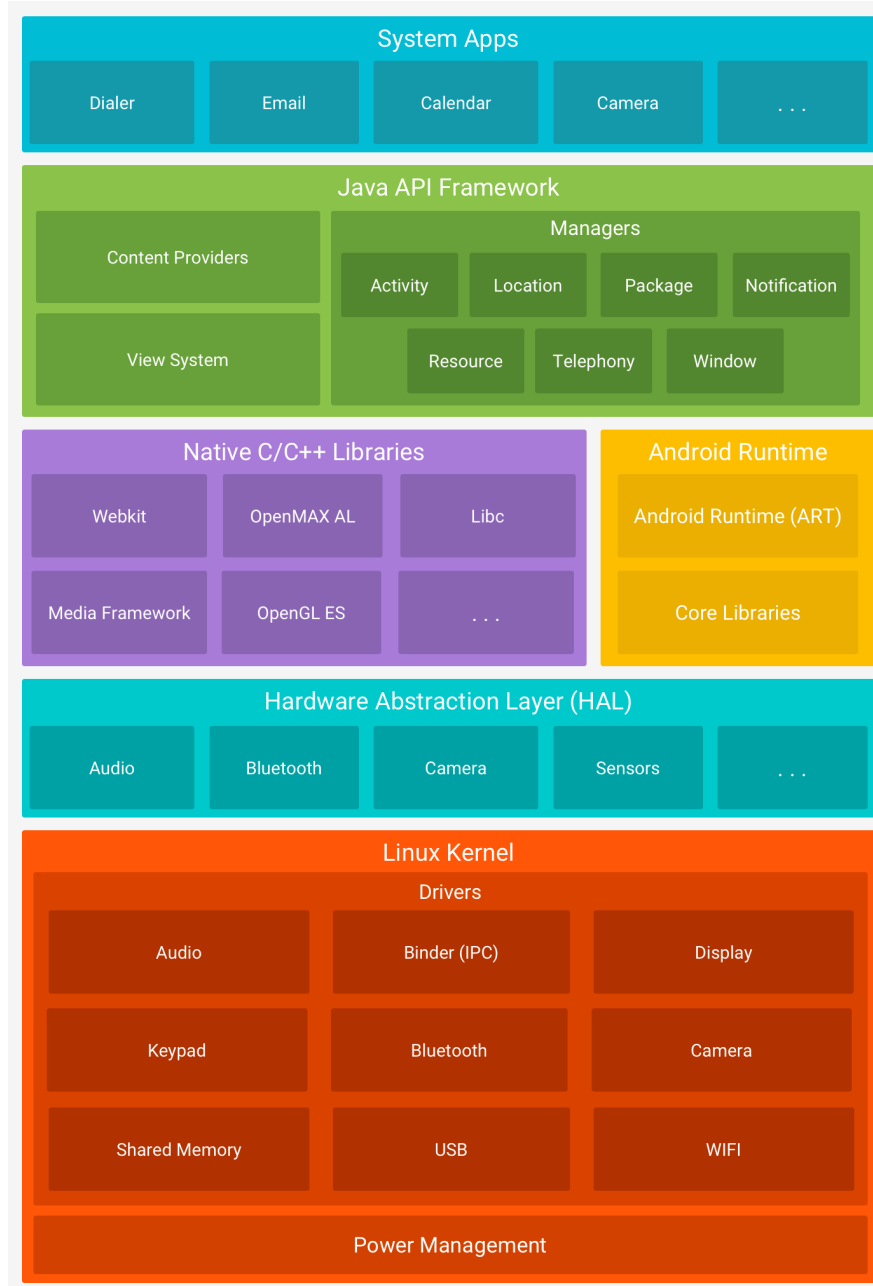 System Apps
Dialer Email Calendar Camera . . .
Java API Framework
Content Providers
View System
Managers
Activity Location Package Notification
Resource Telephony Window
Native C/C++ Libraries
Webkit OpenMAX AL Libc
Media Framework OpenGL ES . . .
Android Runtime
Android Runtime (ART)
Core Libraries
Hardware Abstraction Layer (HAL)
Audio Bluetooth Camera Sensors . . .
Linux Kernel
Drivers
Audio Binder (IPC) Display
Keypad Bluetooth Camera
Shared Memory USB WIFI
Power Management